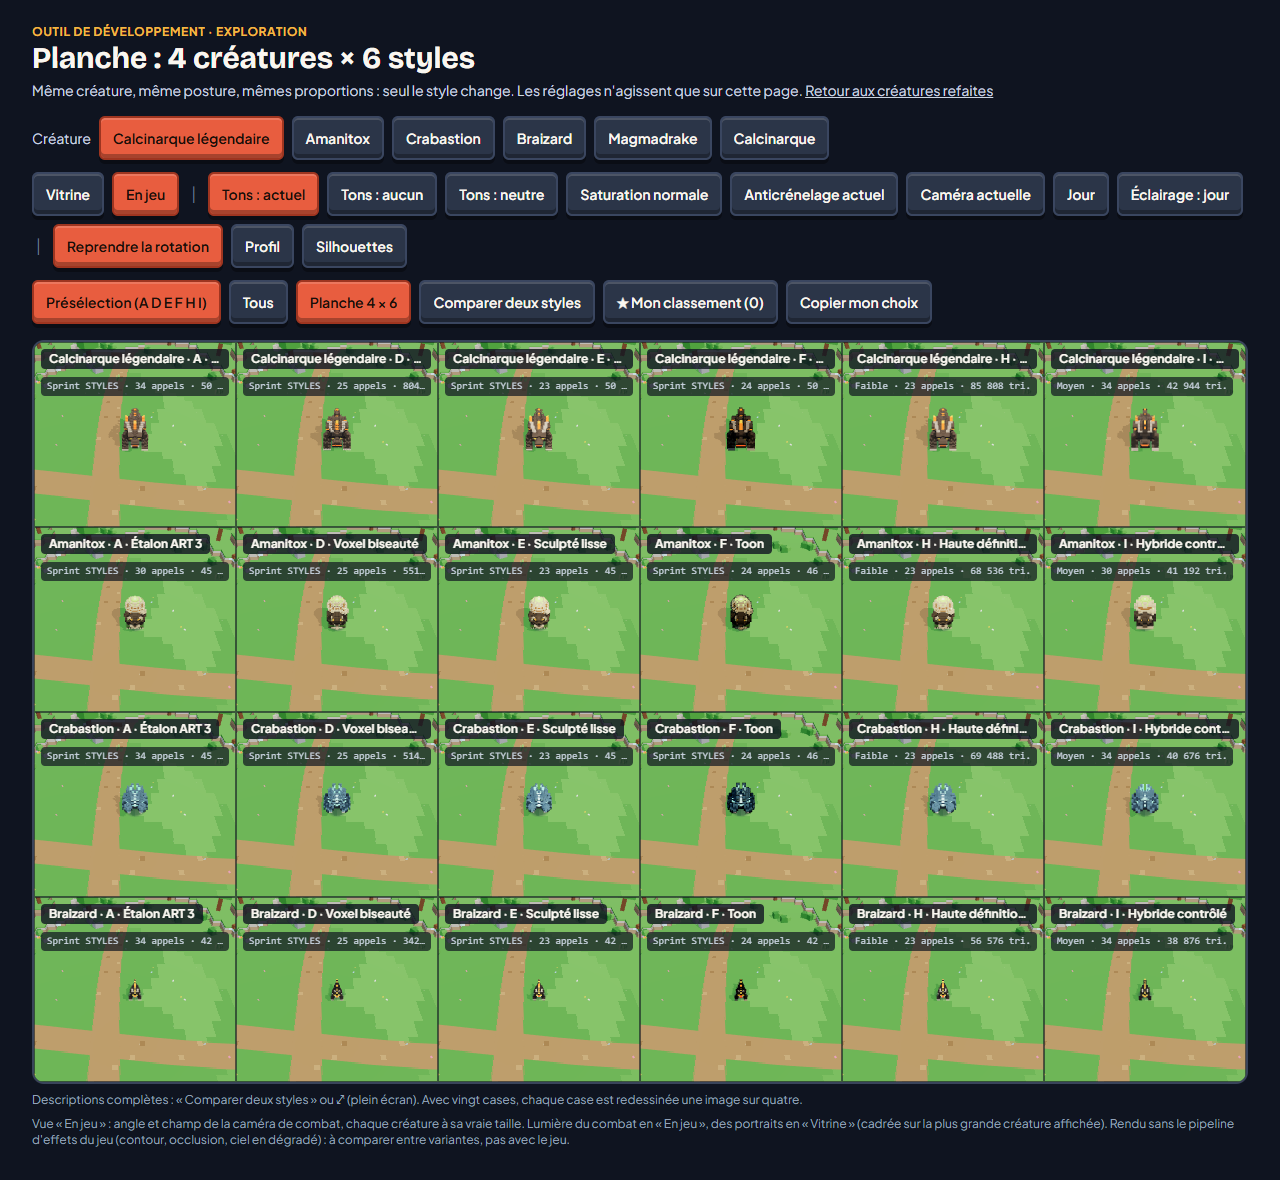 OUTIL DE DÉVELOPPEMENT · EXPLORATION
Planche : 4 créatures × 6 styles
Même créature, même posture, mêmes proportions : seul le style change. Les réglages n'agissent que sur cette page. Retour aux créatures refaites
Créature Calcinarque légendaire Amanitox Crabastion Braizard Magmadrake Calcinarque
Vitrine En jeu | Tons : actuel Tons : aucun Tons : neutre Saturation normale Anticrénelage actuel Caméra actuelle Jour Éclairage : jour
| Reprendre la rotation Profil Silhouettes
Présélection (A D E F H I) Tous Planche 4 × 6 Comparer deux styles ★ Mon classement (0) Copier mon choix
Calcinarque légendaire · A · … Calcinarque légendaire · D · … Calcinarque légendaire · E · … Calcinarque légendaire · F · … Calcinarque légendaire · H · … Calcinarque légendaire · I · …
Sprint STYLES · 34 appels · 50 … Sprint STYLES · 25 appels · 804… Sprint STYLES · 23 appels · 50 … Sprint STYLES · 24 appels · 50 … Faible · 23 appels · 85 808 tri. Moyen · 34 appels · 42 944 tri.
Amanitox · A · Étalon ART 3 Amanitox · D · Voxel biseauté Amanitox · E · Sculpté lisse Amanitox · F · Toon Amanitox · H · Haute définiti… Amanitox · I · Hybride contr…
Sprint STYLES · 30 appels · 45 … Sprint STYLES · 25 appels · 551… Sprint STYLES · 23 appels · 45 … Sprint STYLES · 24 appels · 46 … Faible · 23 appels · 68 536 tri. Moyen · 30 appels · 41 192 tri.
Crabastion · A · Étalon ART 3 Crabastion · D · Voxel bisea… Crabastion · E · Sculpté lisse Crabastion · F · Toon Crabastion · H · Haute défini… Crabastion · I · Hybride cont…
Sprint STYLES · 34 appels · 45 … Sprint STYLES · 25 appels · 514… Sprint STYLES · 23 appels · 45 … Sprint STYLES · 24 appels · 46 … Faible · 23 appels · 69 488 tri. Moyen · 34 appels · 40 676 tri.
Braizard · A · Étalon ART 3 Braizard · D · Voxel biseauté Braizard · E · Sculpté lisse Braizard · F · Toon Braizard · H · Haute définitio… Braizard · I · Hybride contrôlé
Sprint STYLES · 34 appels · 42 … Sprint STYLES · 25 appels · 342… Sprint STYLES · 23 appels · 42 … Sprint STYLES · 24 appels · 42 … Faible · 23 appels · 56 576 tri. Moyen · 34 appels · 38 876 tri.
Descriptions complètes : « Comparer deux styles » ou ⤢ (plein écran). Avec vingt cases, chaque case est redessinée une image sur quatre.
Vue « En jeu » : angle et champ de la caméra de combat, chaque créature à sa vraie taille. Lumière du combat en « En jeu », des portraits en « Vitrine » (cadrée sur la plus grande créature affichée). Rendu sans le pipeline
d'effets du jeu (contour, occlusion, ciel en dégradé) : à comparer entre variantes, pas avec le jeu.